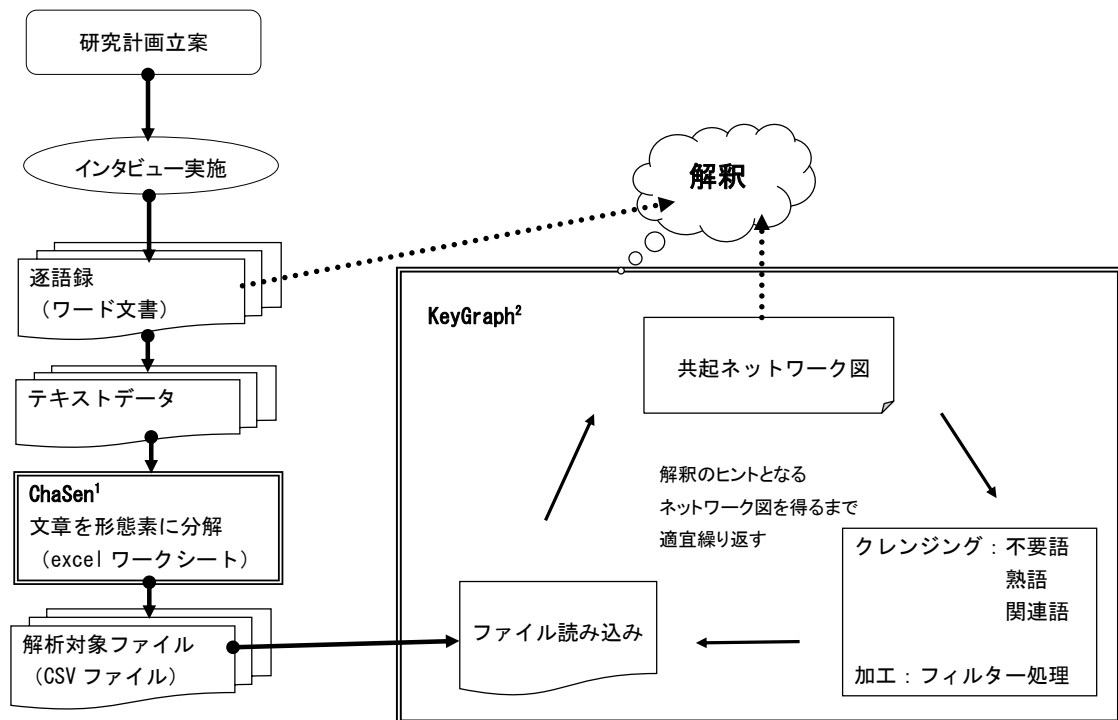 研究計画立案
インタビュー実施
逐語録
（ワード文書）
テキストデータ
ChaSen¹
文章を形態素に分解
（excel ワークシート）
解析対象ファイル
（CSV ファイル）
解釈
KeyGraph²
共起ネットワーク図
解釈のヒントとなる
ネットワーク図を得るまで
適宜繰り返す
クレンジング：不要語
熟語
関連語
加工：フィルター処理
ファイル読み込み